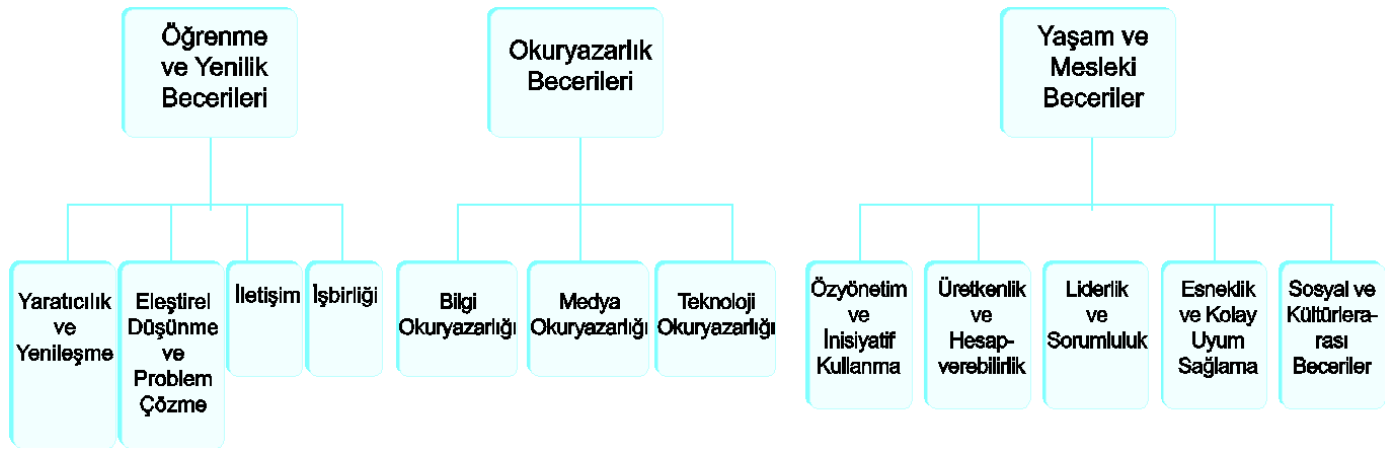 Öğrenme
ve Yenilik
Becerileri
Okuryazarlık
Becerileri
Yaşam ve
Mesleki
Beceriler
Yaratıcılık
ve
Yenileşme
Eleştirel
Düşünme
ve
Problem
Çözme
İletişim
İşbirliği
Bilgi
Okuryazarlığı
Medya
Okuryazarlığı
Teknoloji
Okuryazarlığı
Özyönetim
ve
İnisiyatif
Kullanma
Üretkenlik
ve
Hesap-
verebilirlik
Liderlik
ve
Sorumluluk
Esneklik
ve Kolay
Uyum
Sağlama
Sosyal ve
Kültürlera-
rası
Beceriler